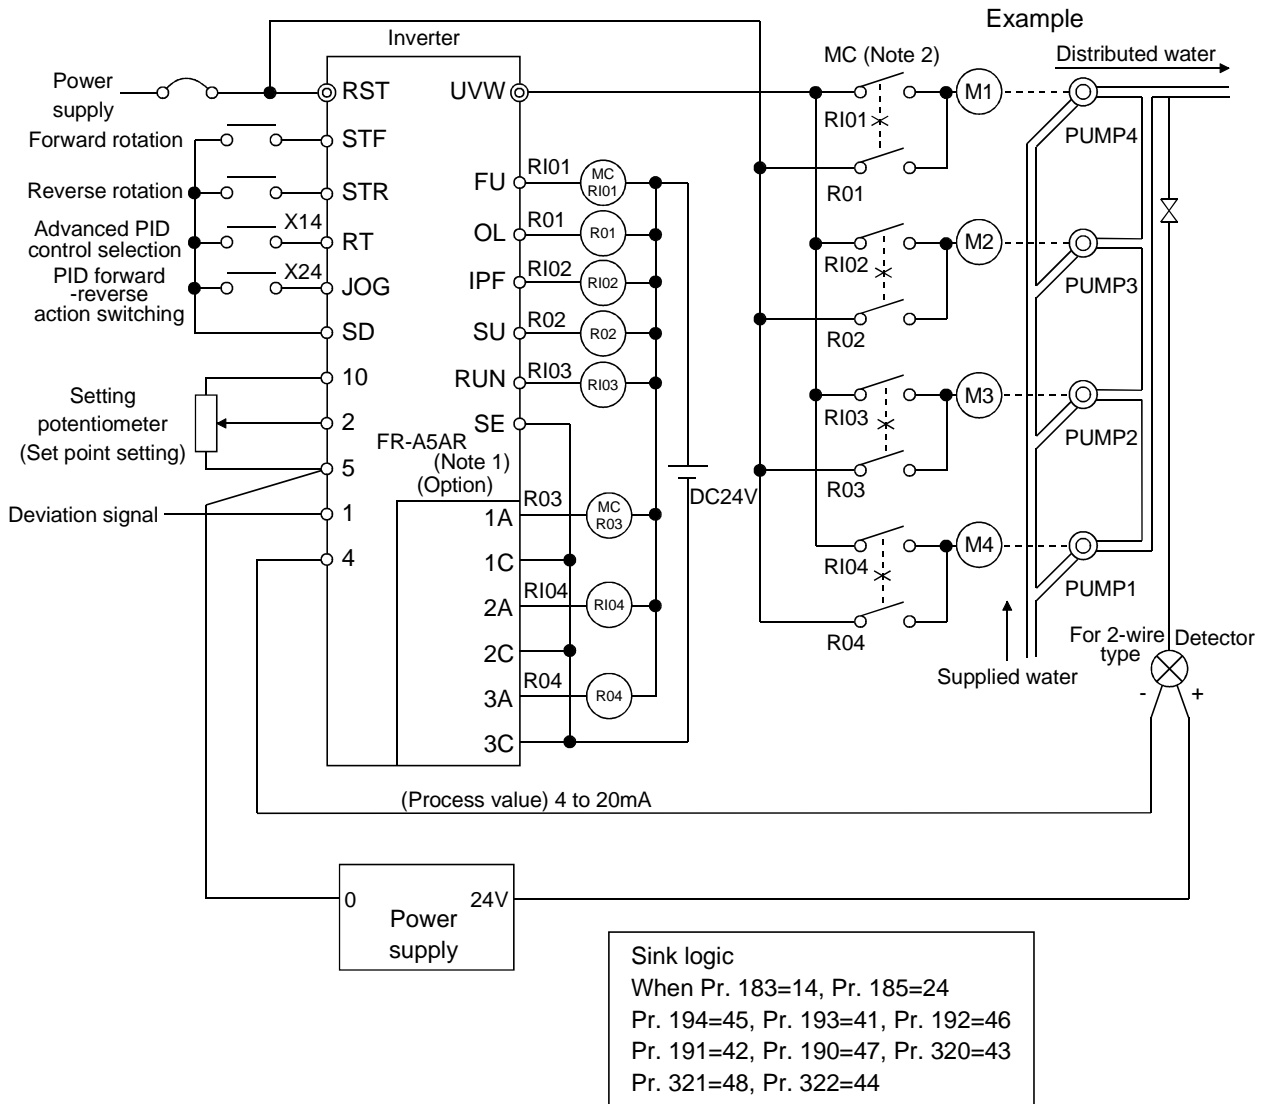 Example
Inverter
MC (Note 2)
Distributed water
Power
supply
RST
UVW
M1
RI01
PUMP4
Forward rotation
STF
Reverse rotation
STR
FU
RI01
MC
RI01
R01
Advanced PID
control selection
X14
RT
OL
R01
R01
M2
RI02
PUMP3
PID forward
-reverse
action switching
X24
JOG
IPF
RI02
RI02
SD
SU
R02
R02
R02
10
RUN
RI03
RI03
M3
RI03
PUMP2
Setting
potentiometer
(Set point setting)
2
SE
FR-A5AR
(Note 1)
(Option)
5
DC24V
R03
Deviation signal
1
R03
1A
MC
R03
M4
4
1C
RI04
PUMP1
RI04
2A
RI04
R04
2C
For 2-wire
type
Detector
Supplied water
R04
3A
R04
-
+
3C
(Process value) 4 to 20mA
0
24V
Power
supply
Sink logic
When Pr. 183=14, Pr. 185=24
Pr. 194=45, Pr. 193=41, Pr. 192=46
Pr. 191=42, Pr. 190=47, Pr. 320=43
Pr. 321=48, Pr. 322=44